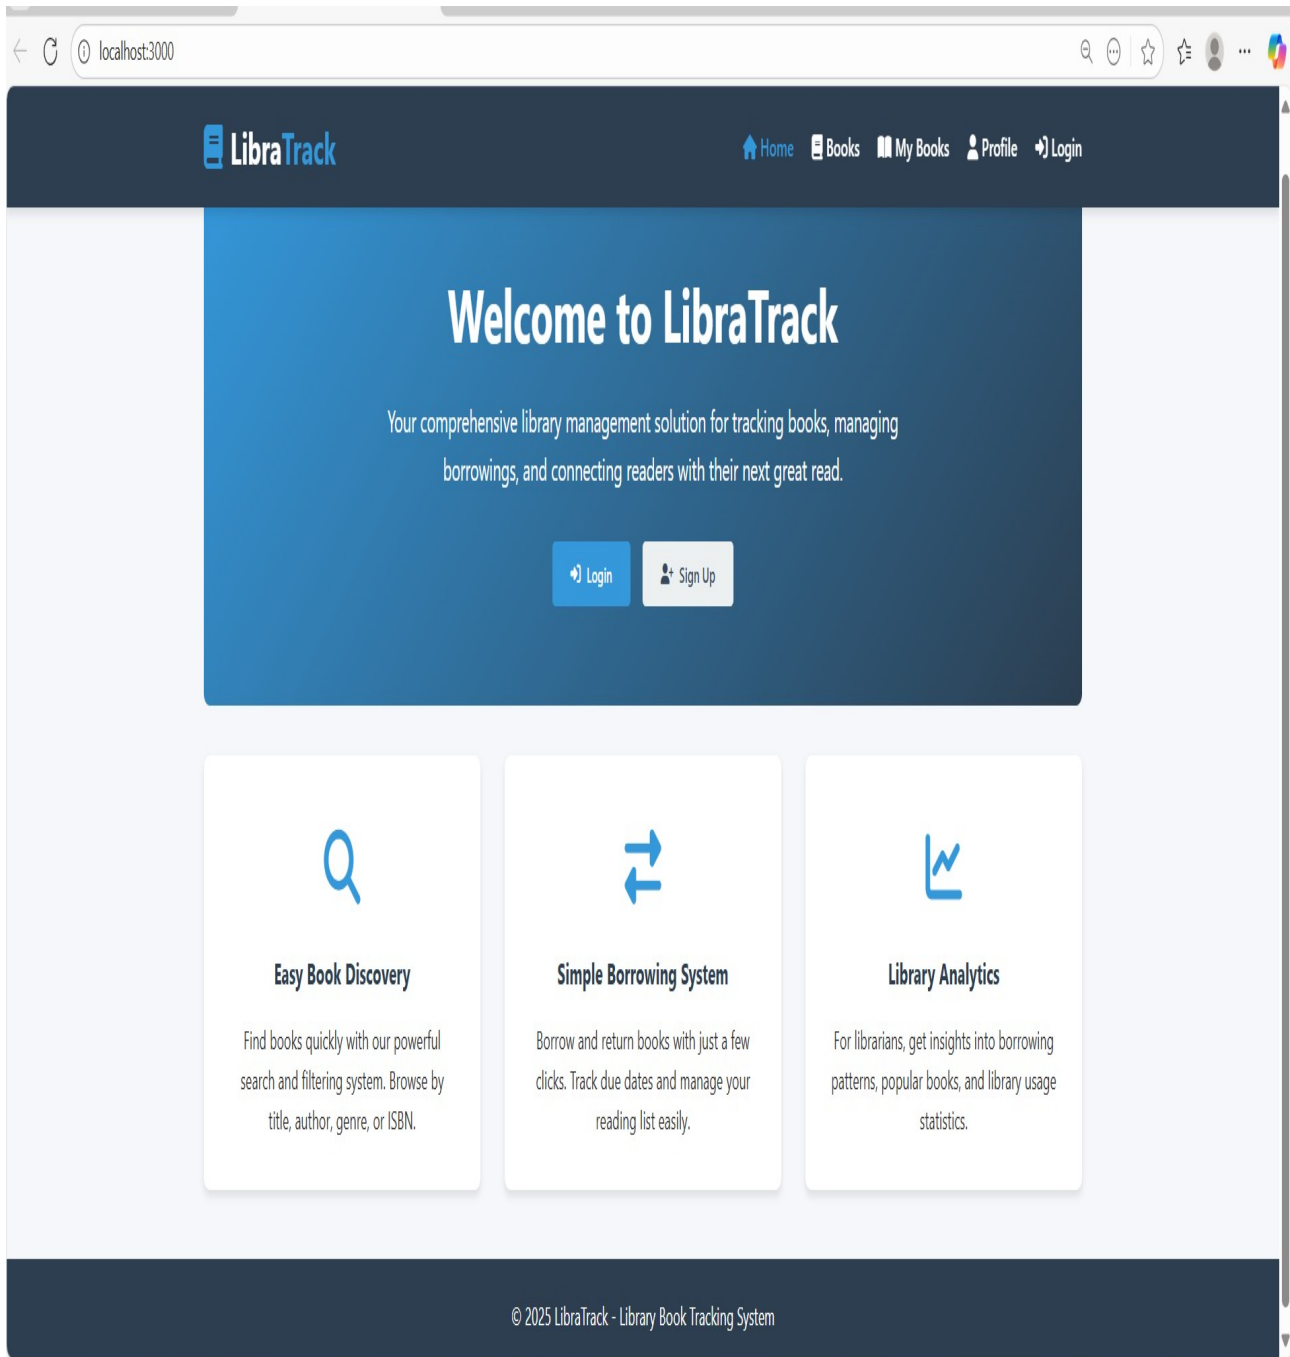 localhost:3000
LibraTrack
Home Books My Books Profile Login
Welcome to LibraTrack
Your comprehensive library management solution for tracking books, managing
borrowings, and connecting readers with their next great read.
Login Sign Up
Easy Book Discovery
Find books quickly with our powerful
search and filtering system. Browse by
title, author, genre, or ISBN.
Simple Borrowing System
Borrow and return books with just a few
clicks. Track due dates and manage your
reading list easily.
Library Analytics
For librarians, get insights into borrowing
patterns, popular books, and library usage
statistics.
© 2025 LibraTrack - Library Book Tracking System